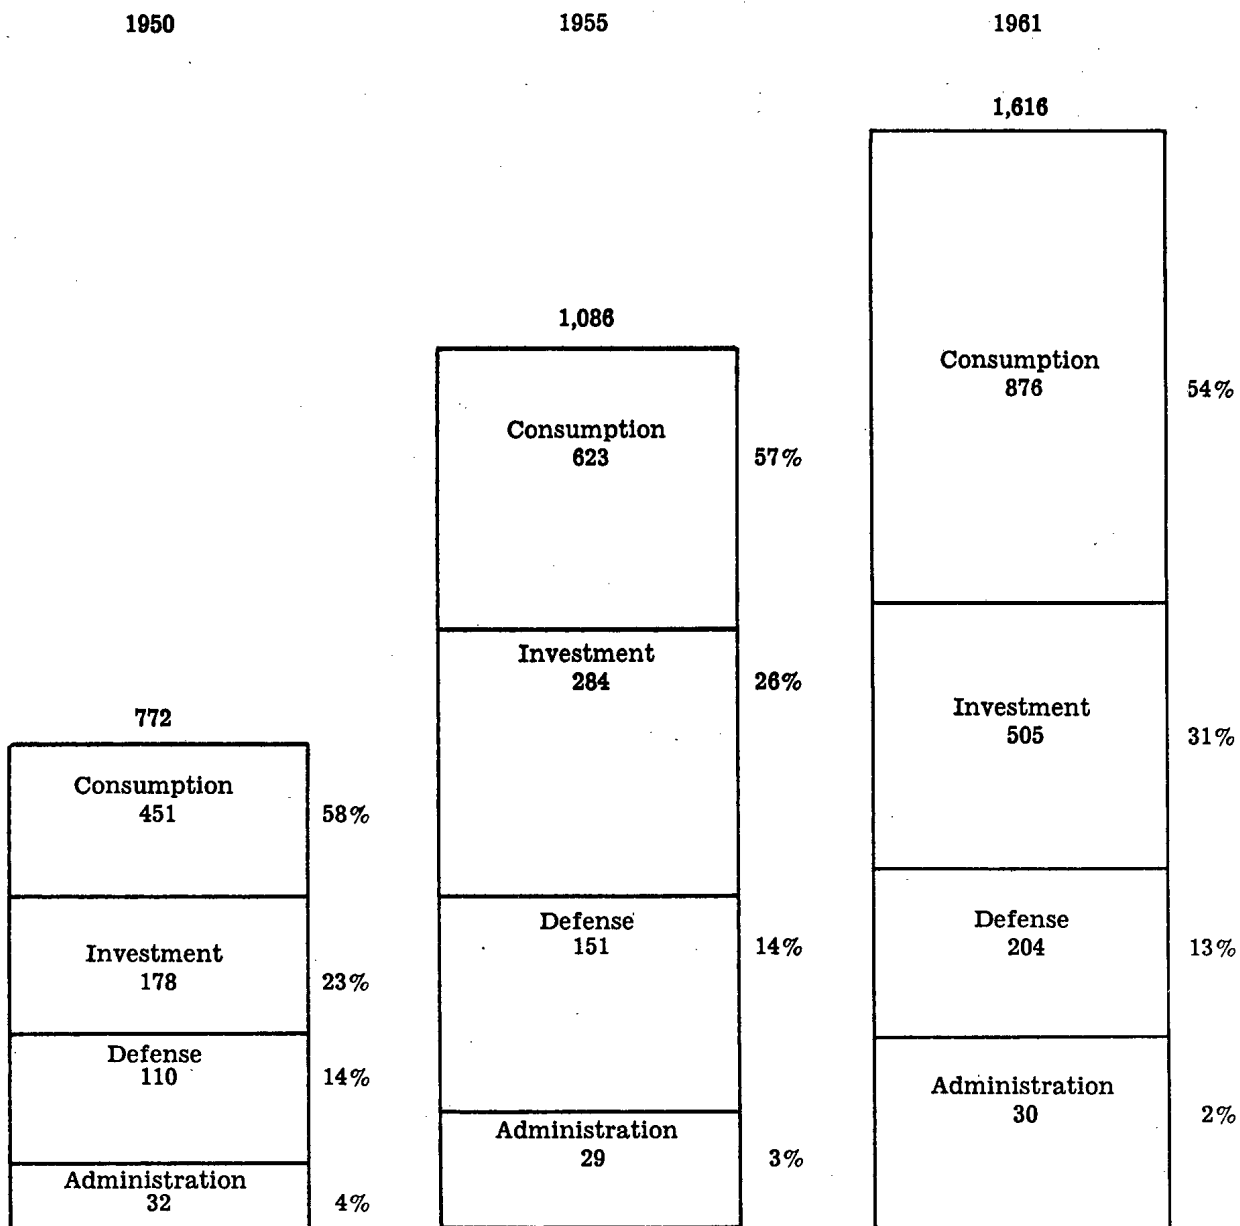 1950
1955
1961
772
Consumption
451
58%
Investment
178
23%
Defense
110
14%
Administration
32
4%
1,086
Consumption
623
57%
Investment
284
26%
Defense
151
14%
Administration
29
3%
1,616
Consumption
876
54%
Investment
505
31%
Defense
204
13%
Administration
30
2%